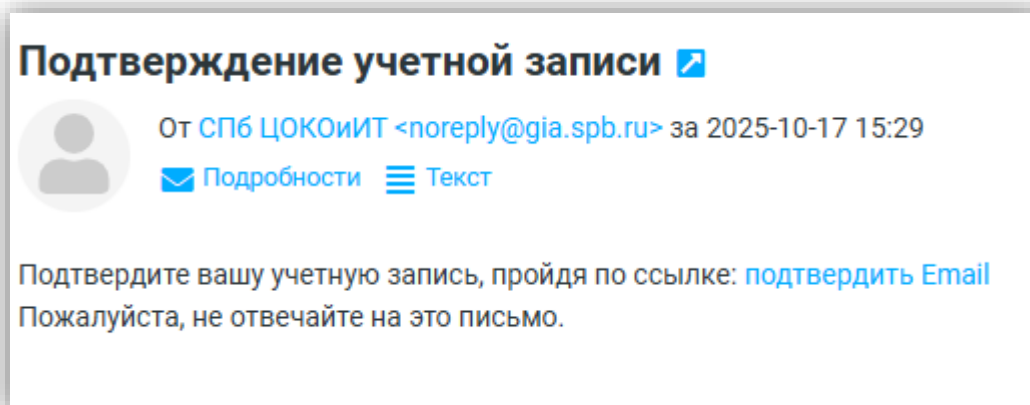 Подтверждение учетной записи
От СПб ЦОКОиИТ <noreply@gia.spb.ru> за 2025-10-17 15:29
Подробности Текст
Подтвердите вашу учетную запись, пройдя по ссылке: подтвердить Email
Пожалуйста, не отвечайте на это письмо.